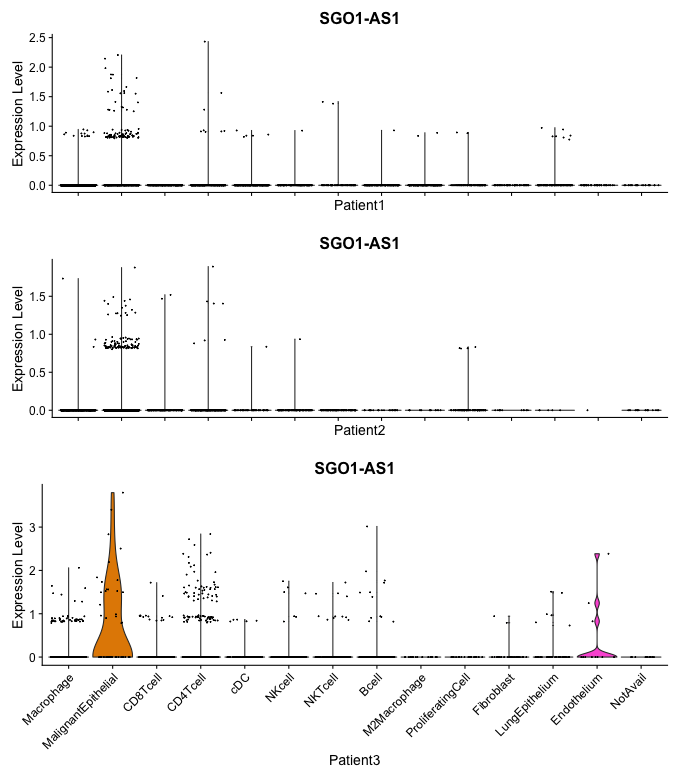 SGO1-AS1
Expression Level
2.5
2.0
1.5
1.0
0.5
0.0
Patient1
SGO1-AS1
Expression Level
1.5
1.0
0.5
0.0
Patient2
SGO1-AS1
Expression Level
3
2
1
0
Macrophage
MalignantEpithelial
CD8Tcell
CD4Tcell
cDC
NKcell
NKTcell
Bcell
M2Macrophage
ProliferatingCell
Fibroblast
LungEpithelium
Endothelium
NotAvail
Patient3